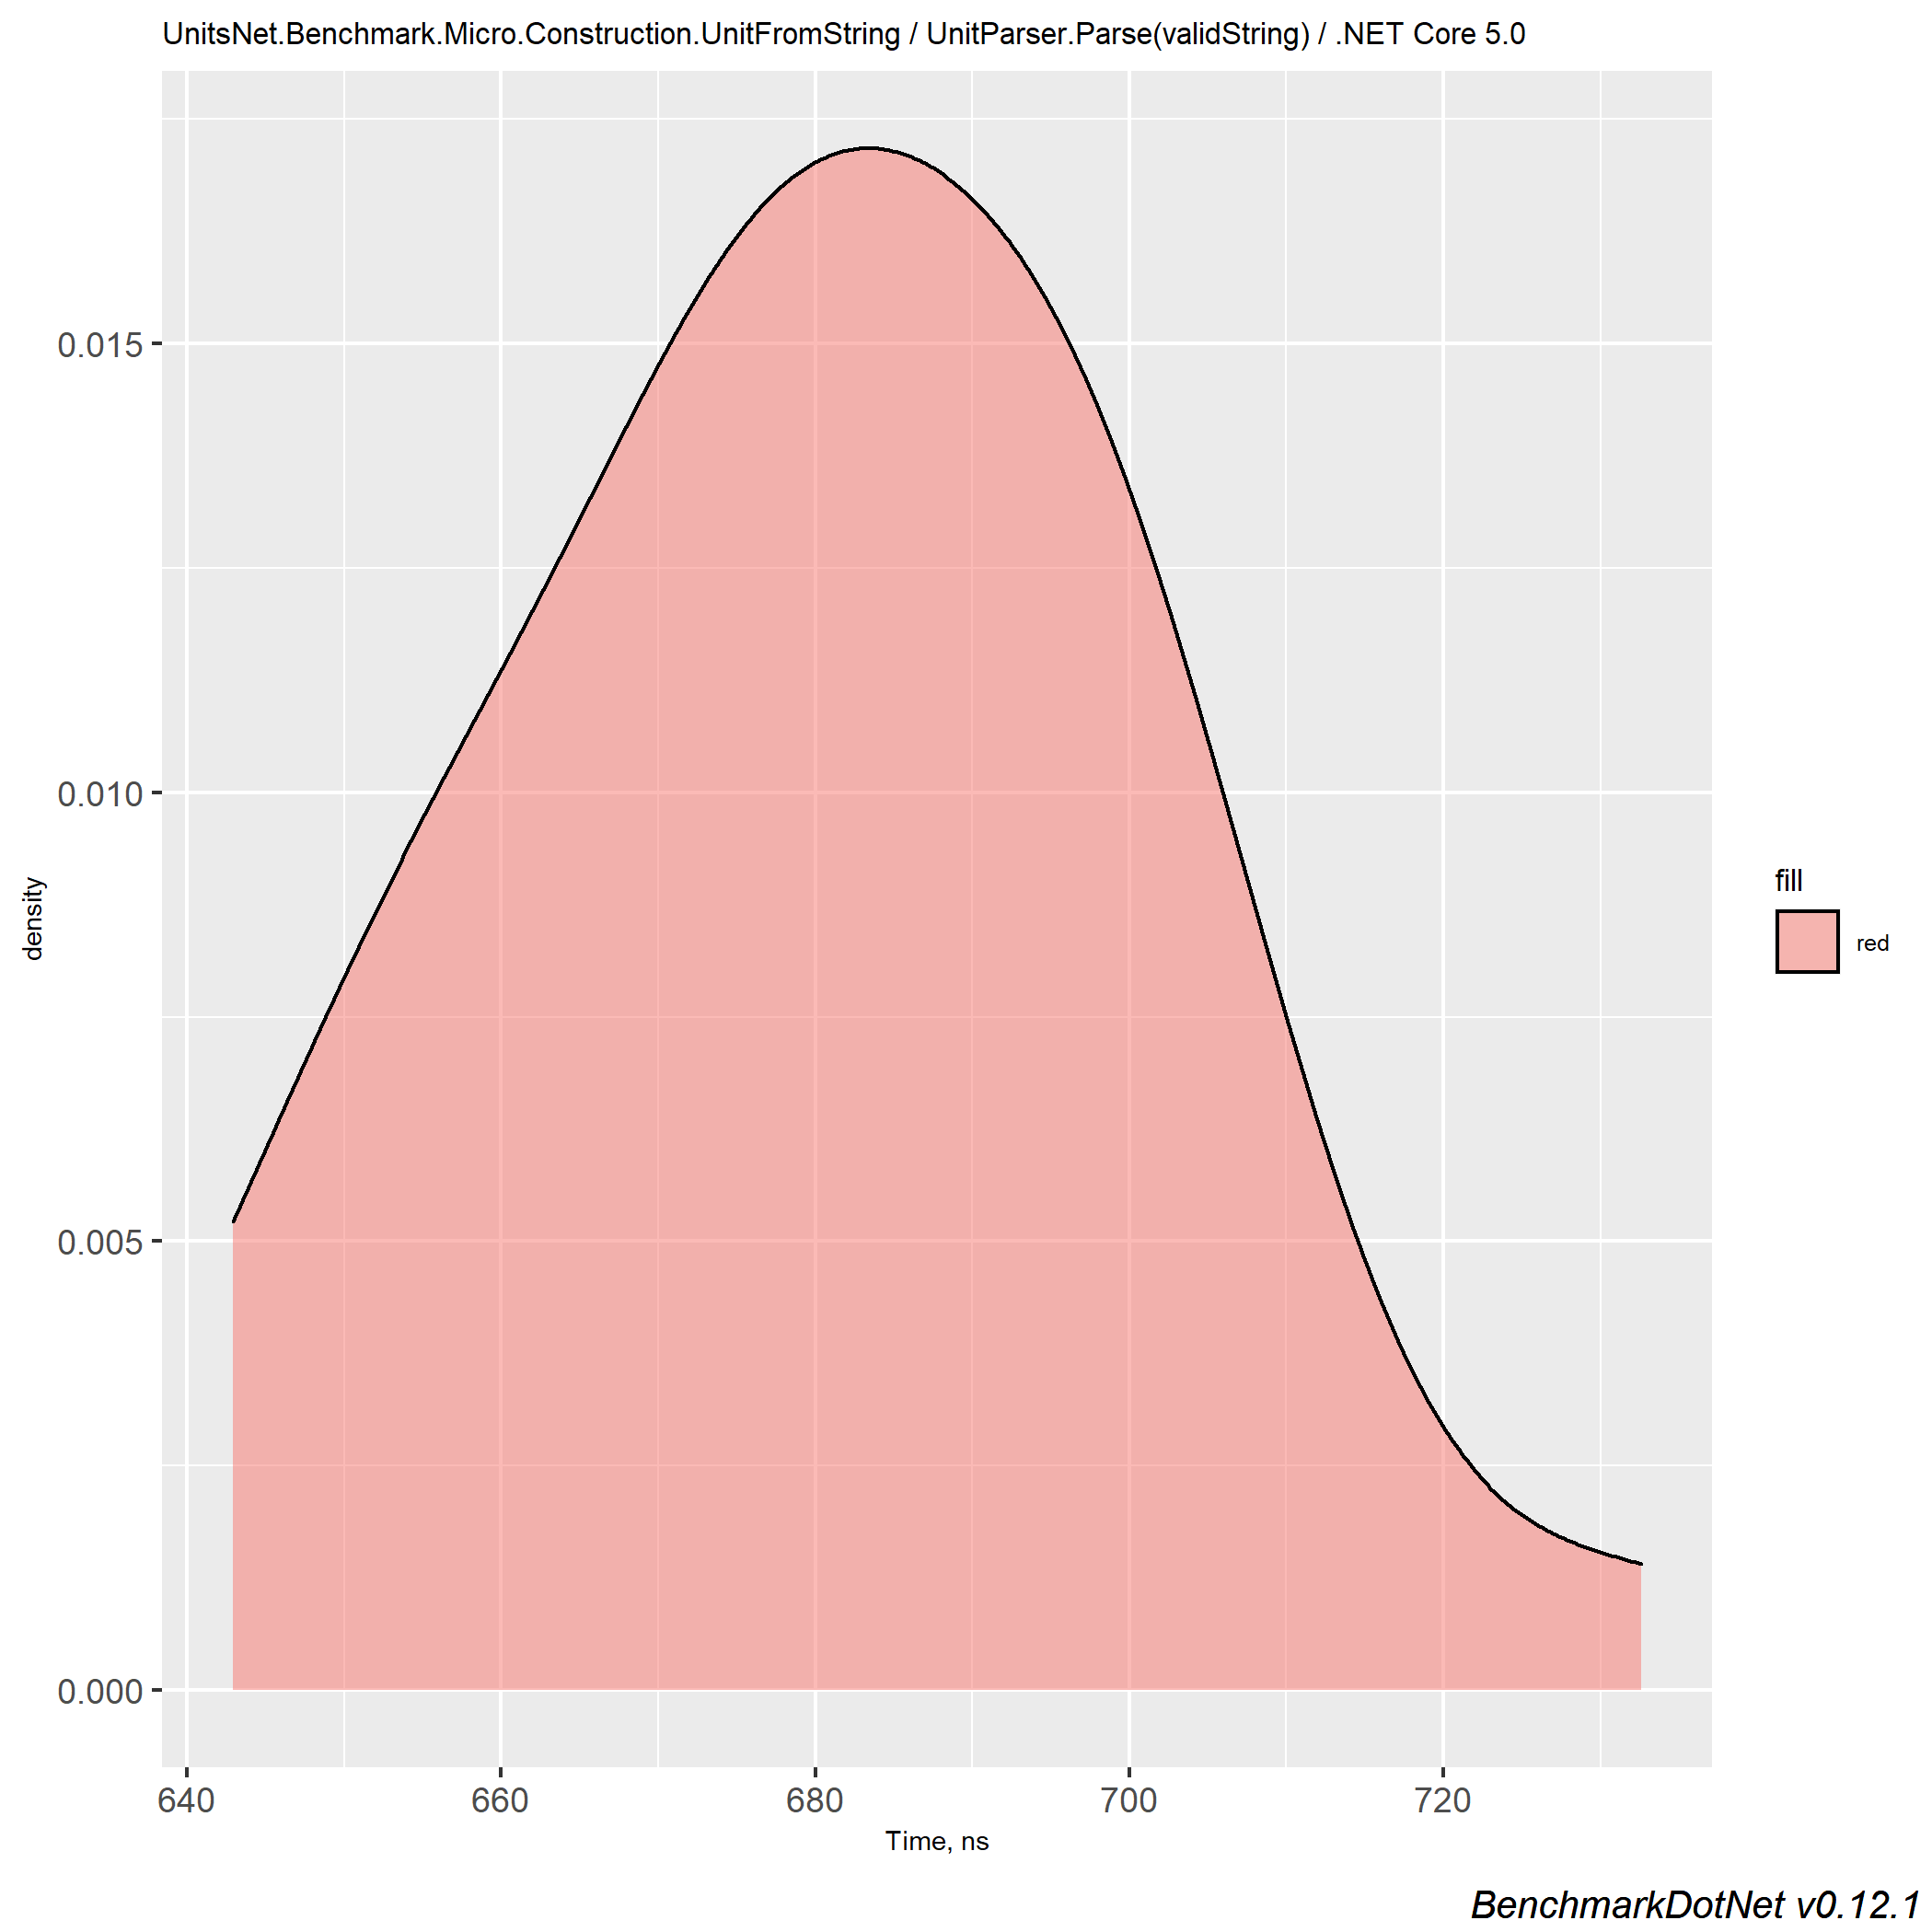 UnitsNet.Benchmark.Micro.Construction.UnitFromString / UnitParser.Parse(validString) / .NET Core 5.0
0.015
0.010
0.005
0.000
density
fill
red
640 660 680 700 720
Time, ns
BenchmarkDotNet v0.12.1